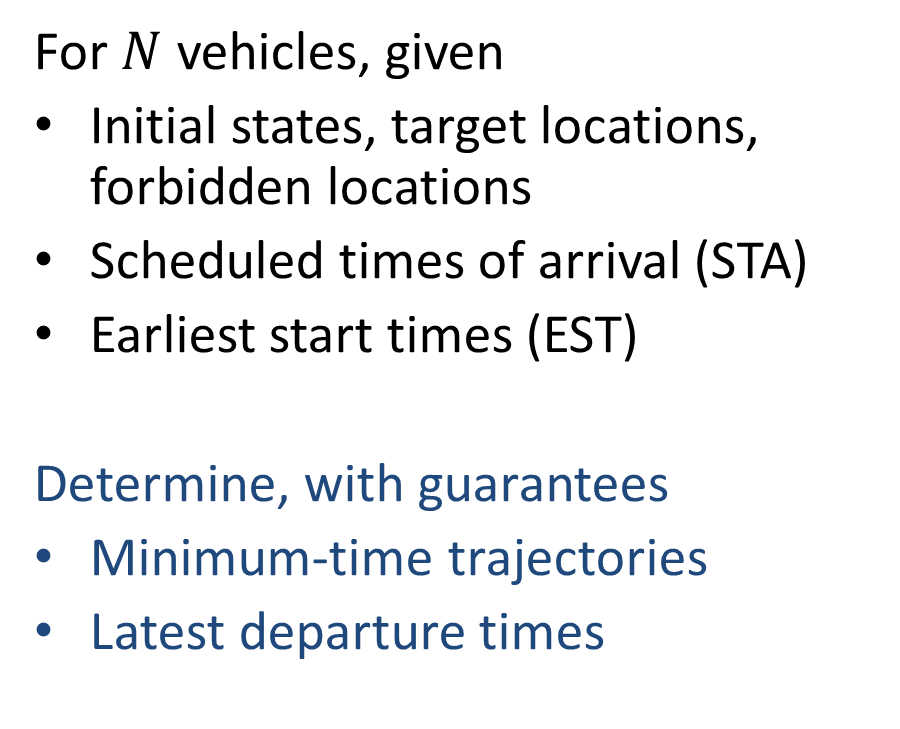 For N vehicles, given
• Initial states, target locations,
forbidden locations
• Scheduled times of arrival (STA)
• Earliest start times (EST)
Determine, with guarantees
• Minimum-time trajectories
• Latest departure times